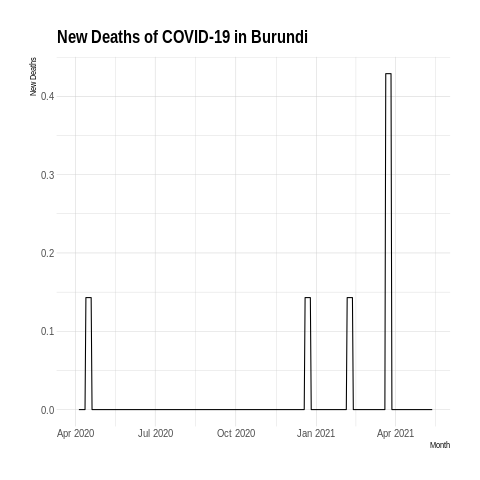 New Deaths of COVID-19 in Burundi
New Deaths
0.4
0.3
0.2
0.1
0.0
Apr 2020 Jul 2020 Oct 2020 Jan 2021 Apr 2021
Month